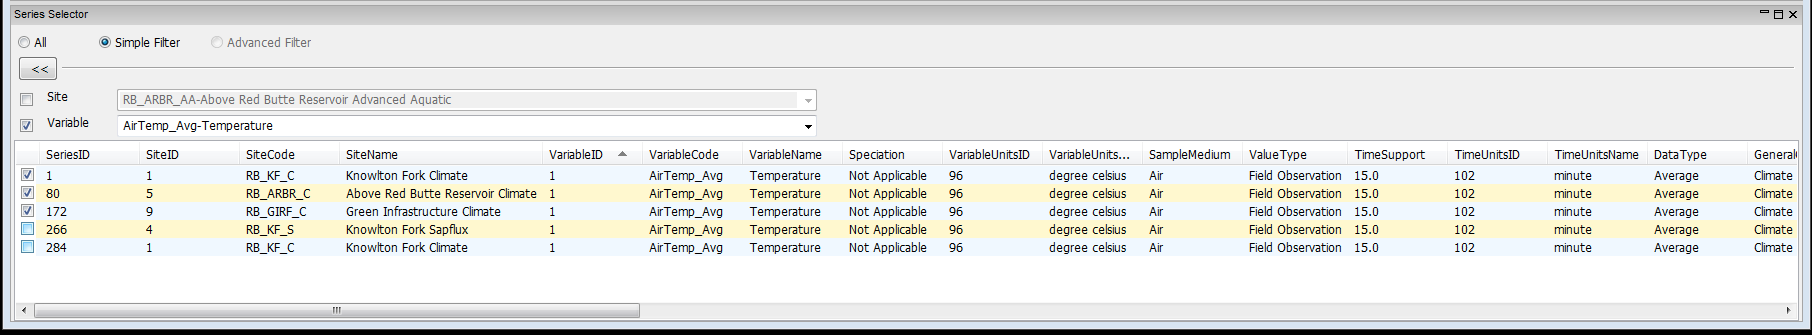 Series Selector
All Simple Filter Advanced Filter
<<
Site RB_ARBR_AA-Above Red Butte Reservoir Advanced Aquatic
Variable AirTemp_Avg-Temperature
SeriesID SiteID SiteCode SiteName VariableID VariableCode VariableName Speciation VariableUnitsID VariableUnits... SampleMedium ValueType TimeSupport TimeUnitsID TimeUnitsName DataType General
1 1 RB_KF_C Knowlton Fork Climate 1 AirTemp_Avg Temperature Not Applicable 96 degree celsius Air Field Observation 15.0 102 minute Average Climate
80 5 RB_ARBR_C Above Red Butte Reservoir Climate 1 AirTemp_Avg Temperature Not Applicable 96 degree celsius Air Field Observation 15.0 102 minute Average Climate
172 9 RB_GIRF_C Green Infrastructure Climate 1 AirTemp_Avg Temperature Not Applicable 96 degree celsius Air Field Observation 15.0 102 minute Average Climate
266 4 RB_KF_S Knowlton Fork Sapflux 1 AirTemp_Avg Temperature Not Applicable 96 degree celsius Air Field Observation 15.0 102 minute Average Climate
284 1 RB_KF_C Knowlton Fork Climate 1 AirTemp_Avg Temperature Not Applicable 96 degree celsius Air Field Observation 15.0 102 minute Average Climate